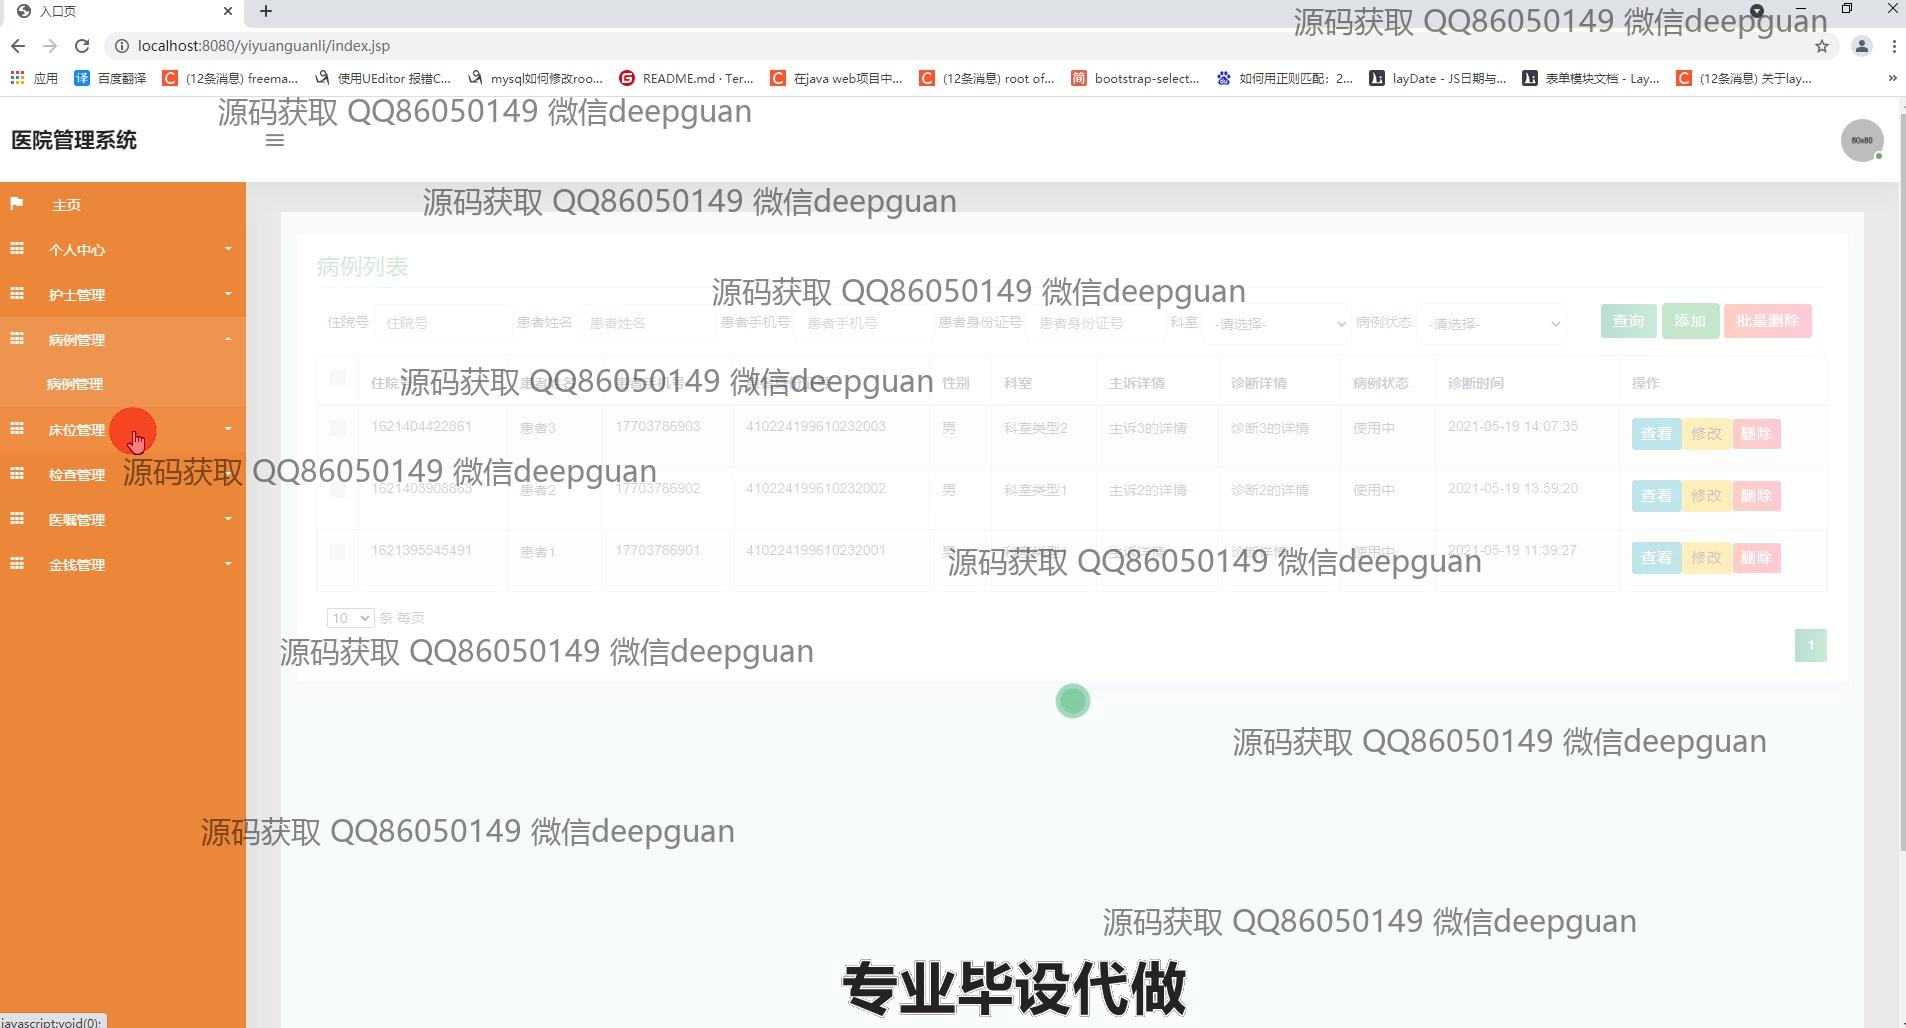 入口页
源码获取 QQ86050149 微信deepguan
localhost:8080/yiyuanguanli/index.jsp
应用 百度翻译 (12条消息) freema... 使用UEditor 报错C... mysql如何修改roo... README.md · Ter... 在java web项目中... (12条消息) root of... bootstrap-select... 如何用正则匹配：2... layDate - JS日期与... 表单模块文档 - Lay... (12条消息) 关于lay... »
源码获取 QQ86050149 微信deepguan
医院管理系统
80x80
主页
个人中心
护士管理
病例管理
病例管理
床位管理
检查管理
医嘱管理
金钱管理
源码获取 QQ86050149 微信deepguan
病例列表
源码获取 QQ86050149 微信deepguan
住院号 住院号 患者姓名 患者姓名 患者手机号 患者手机号 患者身份证号 患者身份证号 科室 -请选择- 病例状态 -请选择- 查询 添加 批量删除
住院号 患者姓名 患者手机号 性别 科室 主诉详情 诊断详情 病例状态 诊断时间 操作
源码获取 QQ86050149 微信deepguan
1621404422861 患者3 17703786903 410224199610232003 男 科室类型2 主诉3的详情 诊断3的详情 使用中 2021-05-19 14:07:35 查看 修改 删除
源码获取 QQ86050149 微信deepguan
1621403908863 患者2 17703786902 410224199610232002 男 科室类型1 主诉2的详情 诊断2的详情 使用中 2021-05-19 13:59:20 查看 修改 删除
1621395545491 患者1 17703786901 410224199610232001 男 科室类型1 主诉详情 诊断详情 使用中 2021-05-19 11:39:27 查看 修改 删除
源码获取 QQ86050149 微信deepguan
10 条 每页
源码获取 QQ86050149 微信deepguan
1
源码获取 QQ86050149 微信deepguan
源码获取 QQ86050149 微信deepguan
源码获取 QQ86050149 微信deepguan
专业毕设代做
javascript:void(0);